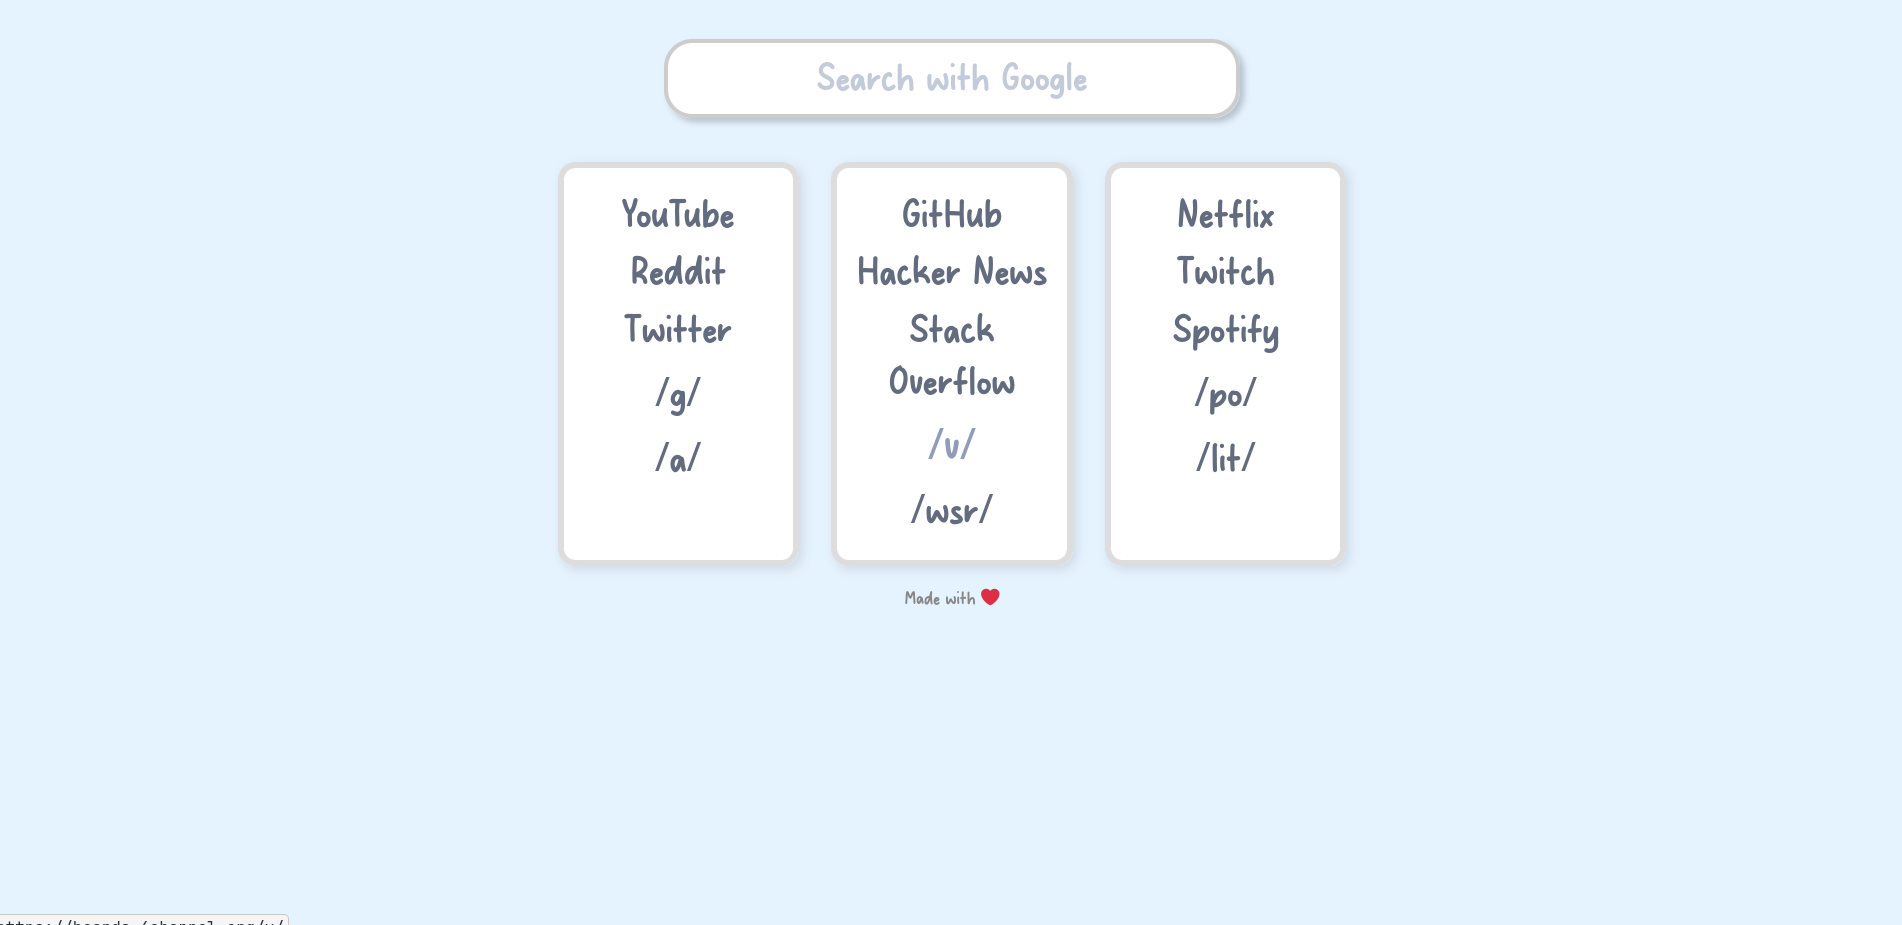 Search with Google
YouTube
Reddit
Twitter
/g/
/a/
GitHub
Hacker News
Stack
Overflow
/v/
/wsr/
Netflix
Twitch
Spotify
/po/
/lit/
Made with ❤️